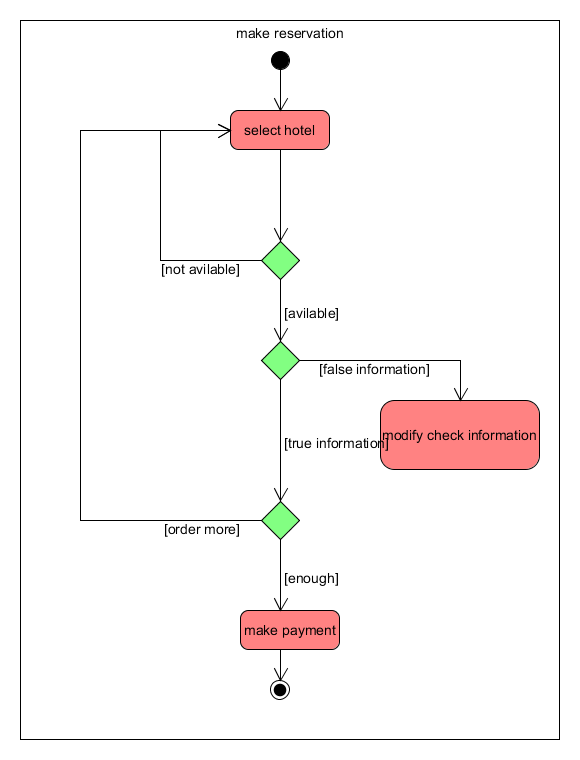 make reservation
select hotel
[not avilable]
[avilable]
[false information]
modify check information
[true information]
[order more]
[enough]
make payment